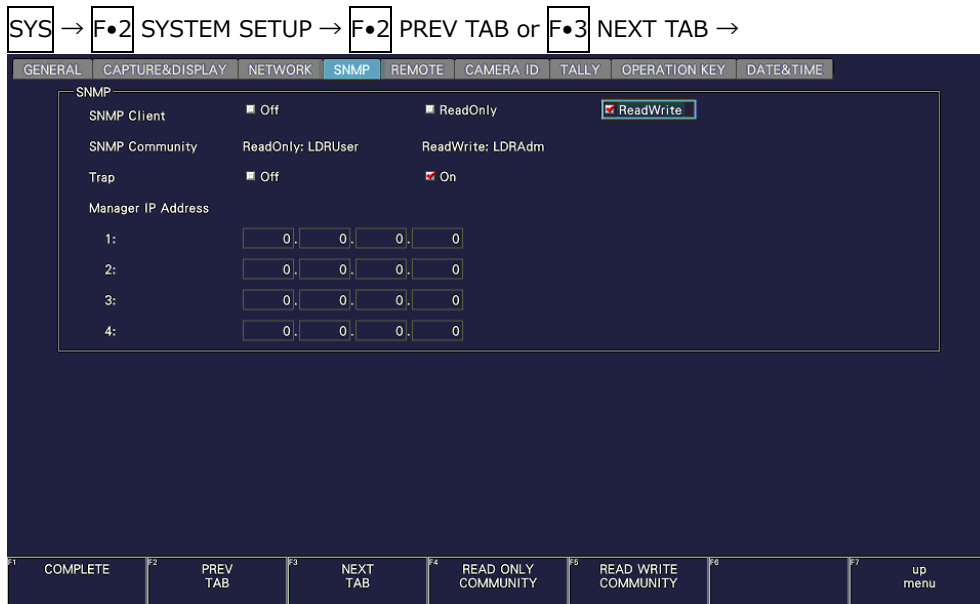 SYS → F•2 SYSTEM SETUP → F•2 PREV TAB or F•3 NEXT TAB →
GENERAL CAPTURE&DISPLAY NETWORK SNMP REMOTE CAMERA ID TALLY OPERATION KEY DATE&TIME
SNMP
SNMP Client Off ReadOnly ReadWrite
SNMP Community ReadOnly: LDRUser ReadWrite: LDRAdm
Trap Off On
Manager IP Address
1: 0. 0. 0. 0
2: 0. 0. 0. 0
3: 0. 0. 0. 0
4: 0. 0. 0. 0
F1 COMPLETE F2 PREV TAB F3 NEXT TAB F4 READ ONLY COMMUNITY F5 READ WRITE COMMUNITY F6 F7 up menu